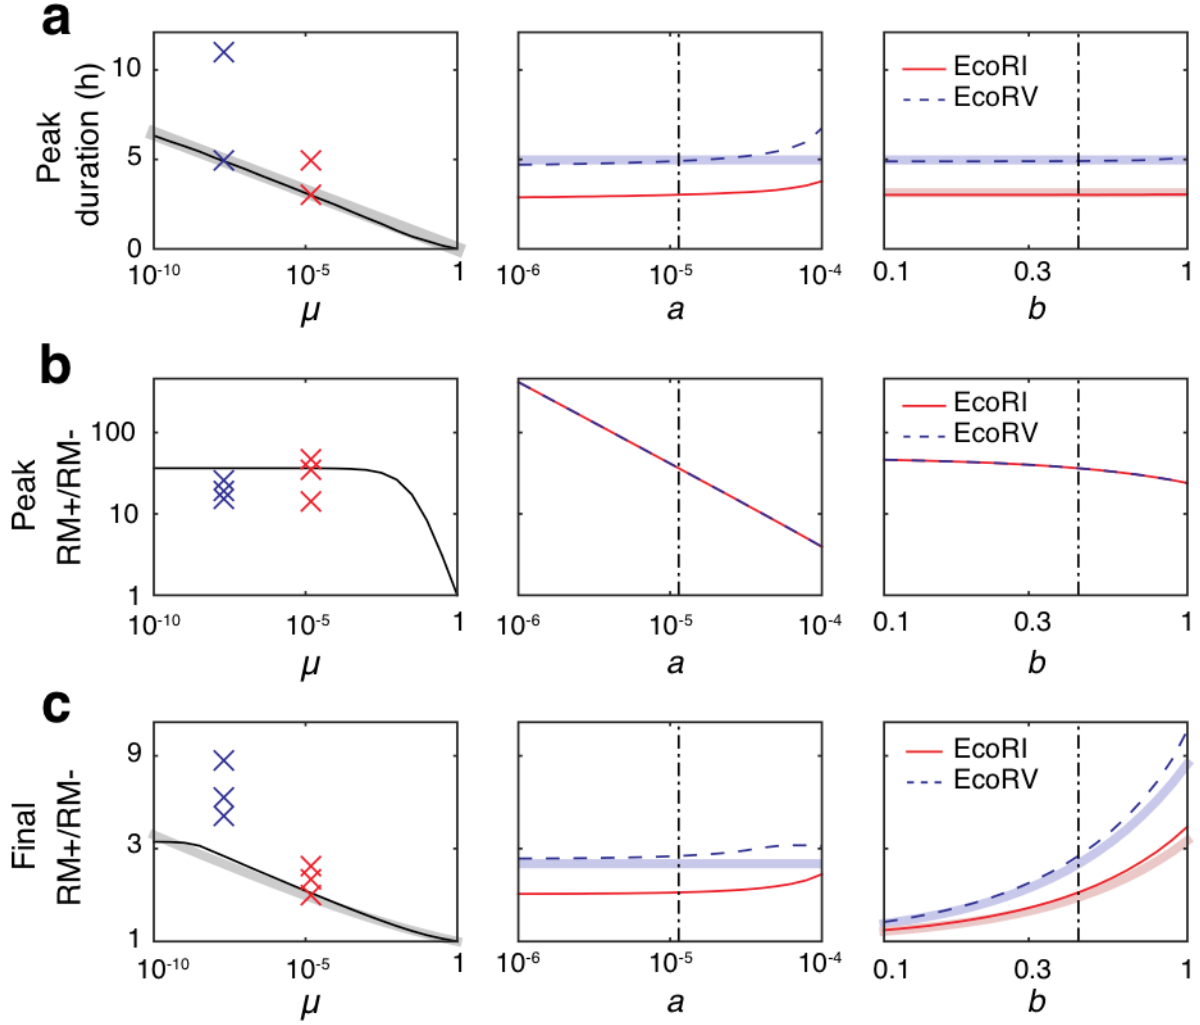 a
Peak
duration (h)
10
5
0
10-10
10-5
1
μ
10-6
10-5
10-4
a
EcoRI
EcoRV
0.1
0.3
1
b
b
Peak
RM+/RM-
100
10
1
10-10
10-5
1
μ
10-6
10-5
10-4
a
EcoRI
EcoRV
0.1
0.3
1
b
c
Final
RM+/RM-
9
3
1
10-10
10-5
1
μ
10-6
10-5
10-4
a
EcoRI
EcoRV
0.1
0.3
1
b